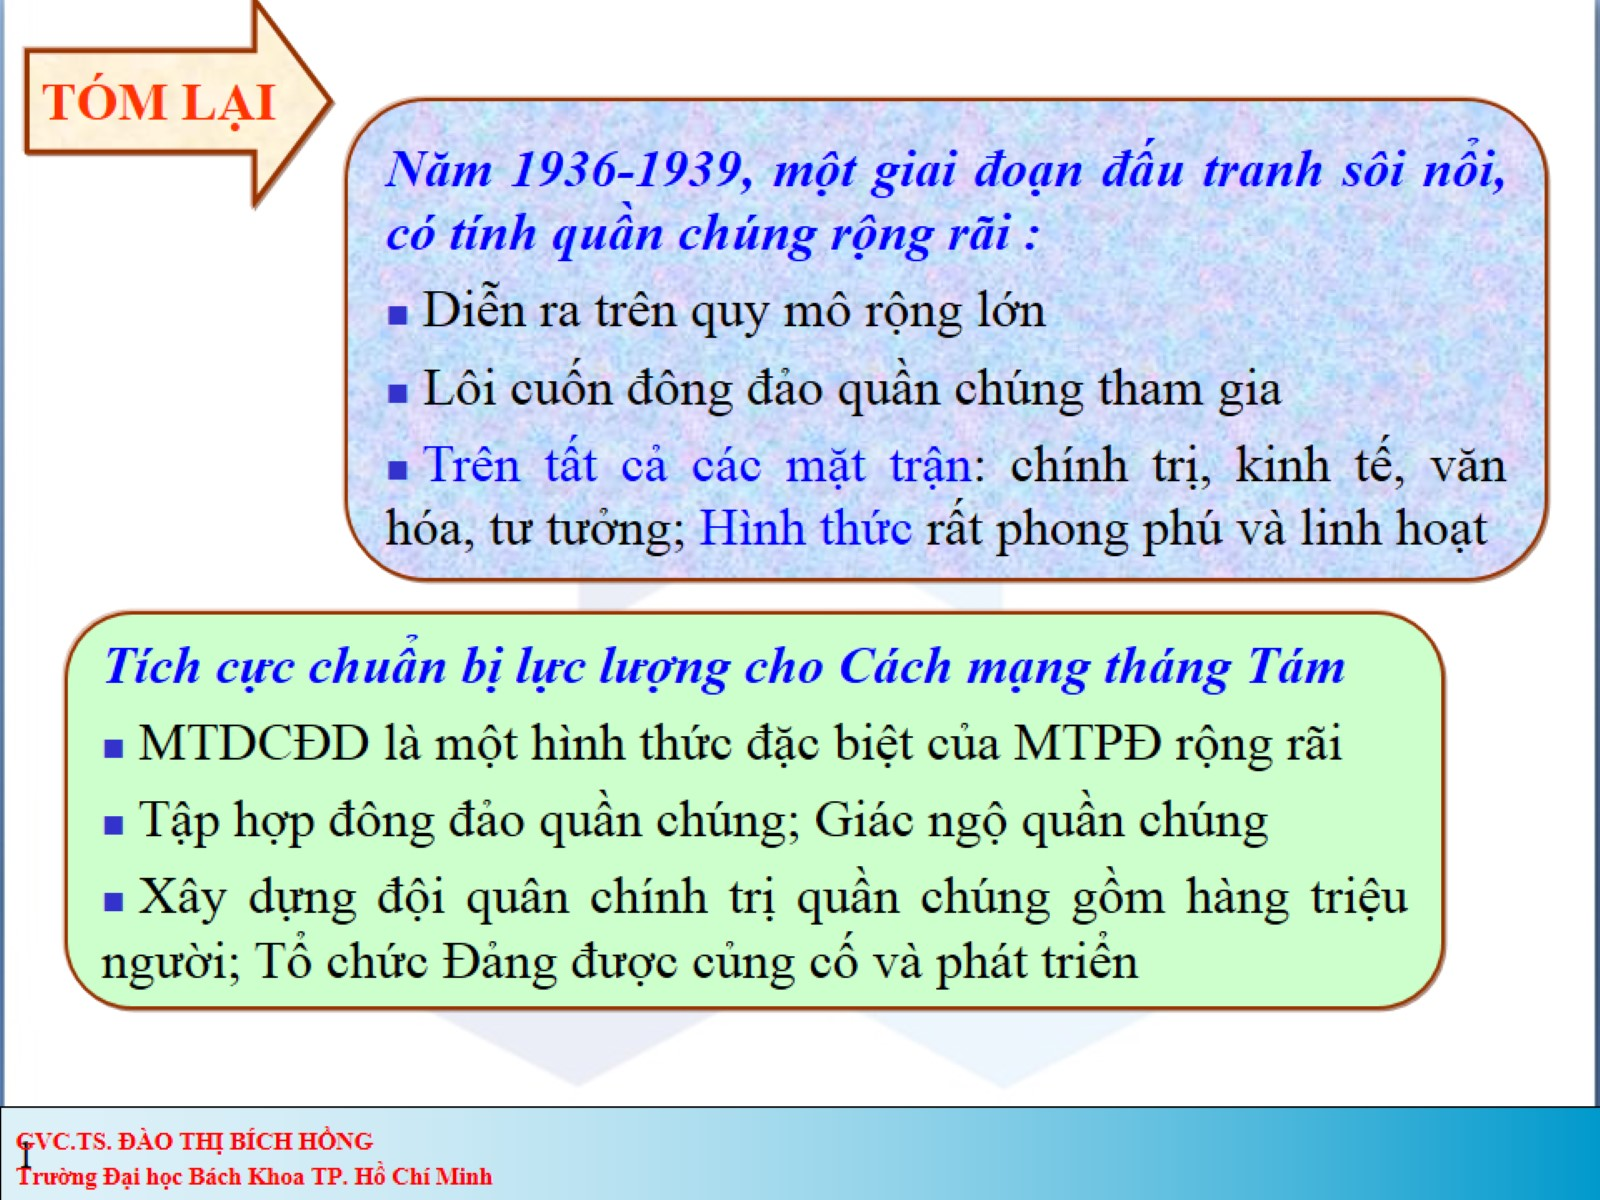 TÓM LẠI
Năm 1936-1939, một giai đoạn đấu tranh sôi nổi,
có tính quần chúng rộng rãi :
▪ Diễn ra trên quy mô rộng lớn
▪ Lôi cuốn đông đảo quần chúng tham gia
▪ Trên tất cả các mặt trận: chính trị, kinh tế, văn
hóa, tư tưởng; Hình thức rất phong phú và linh hoạt
Tích cực chuẩn bị lực lượng cho Cách mạng tháng Tám
▪ MTDCĐD là một hình thức đặc biệt của MTPĐ rộng rãi
▪ Tập hợp đông đảo quần chúng; Giác ngộ quần chúng
▪ Xây dựng đội quân chính trị quần chúng gồm hàng triệu
người; Tổ chức Đảng được củng cố và phát triển
GVC.TS. ĐÀO THỊ BÍCH HỒNG
1
Trường Đại học Bách Khoa TP. Hồ Chí Minh